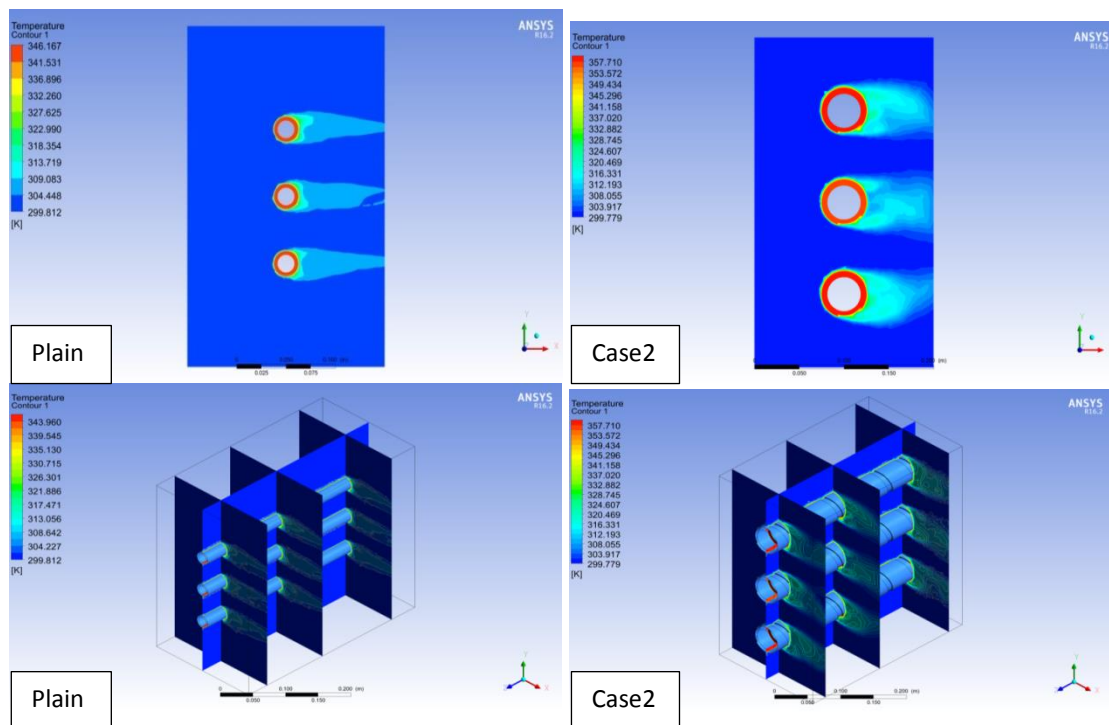 Temperature
Contour 1
346.167
341.531
336.896
332.260
327.625
322.990
318.354
313.719
309.083
304.448
299.812
[K]
ANSYS
R16.2
Plain
0.100 (m)
0.025
0.075
Y
X
Temperature
Contour 1
357.710
353.572
349.434
345.296
341.158
337.020
332.882
328.745
324.607
320.469
316.331
312.193
308.055
303.917
299.779
[K]
ANSYS
R16.2
Case2
0.100
0.200 (m)
0.050
0.150
Y
X
Temperature
Contour 1
343.960
339.545
335.130
330.715
326.301
321.886
317.471
313.056
308.642
304.227
299.812
[K]
ANSYS
R16.2
Plain
0
0.100
0.200 (m)
0.050
0.150
Y
Z
X
Temperature
Contour 1
357.710
353.572
349.434
345.296
341.158
337.020
332.882
328.745
324.607
320.469
316.331
312.193
308.055
303.917
299.779
[K]
ANSYS
R16.2
Case2
0
0.100
0.200 (m)
0.050
0.150
Y
Z
X